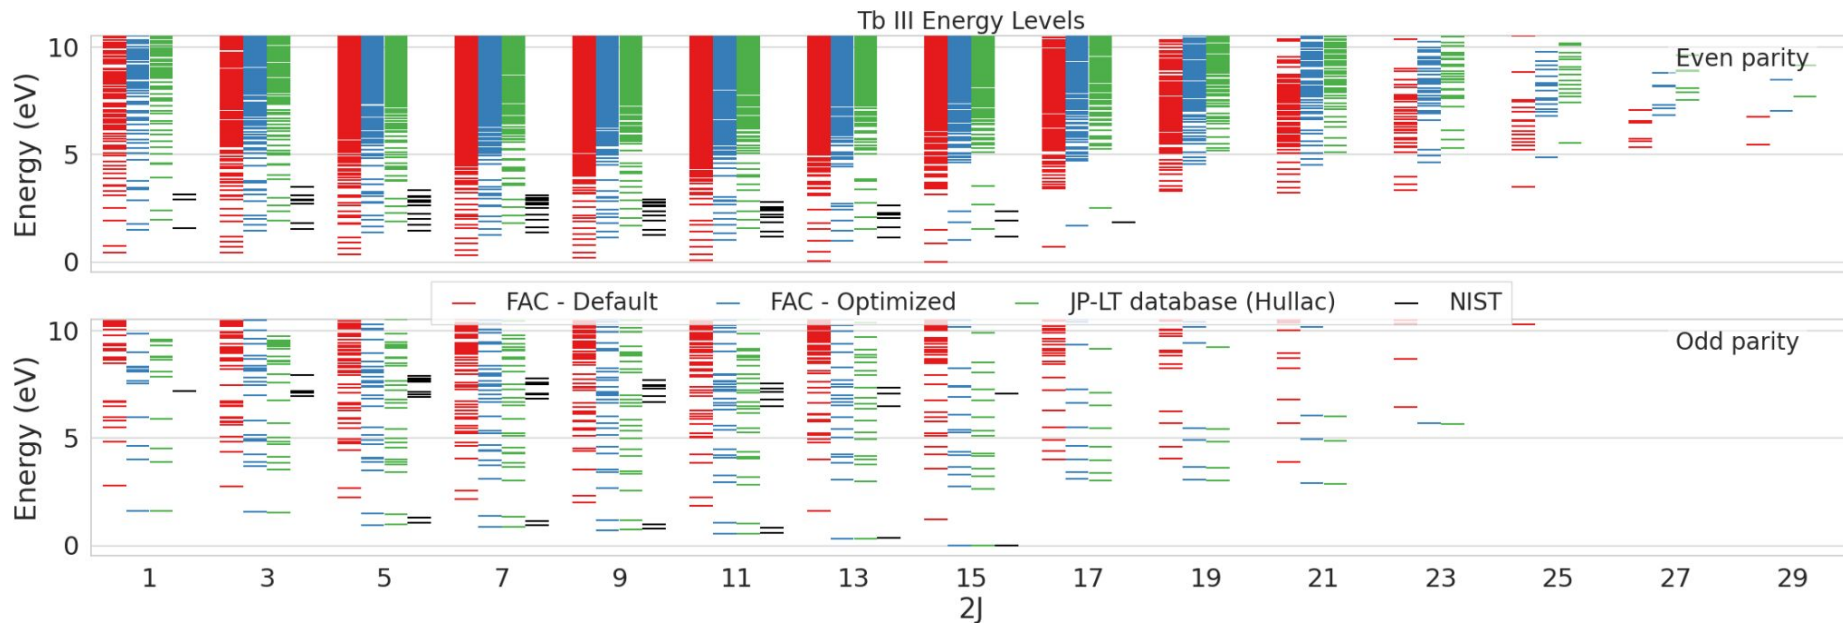 Tb III Energy Levels
Energy (eV)
10
5
0
Even parity
FAC - Default
FAC - Optimized
JP-LT database (Hullac)
NIST
Energy (eV)
10
5
0
Odd parity
1 3 5 7 9 11 13 15 17 19 21 23 25 27 29
2J